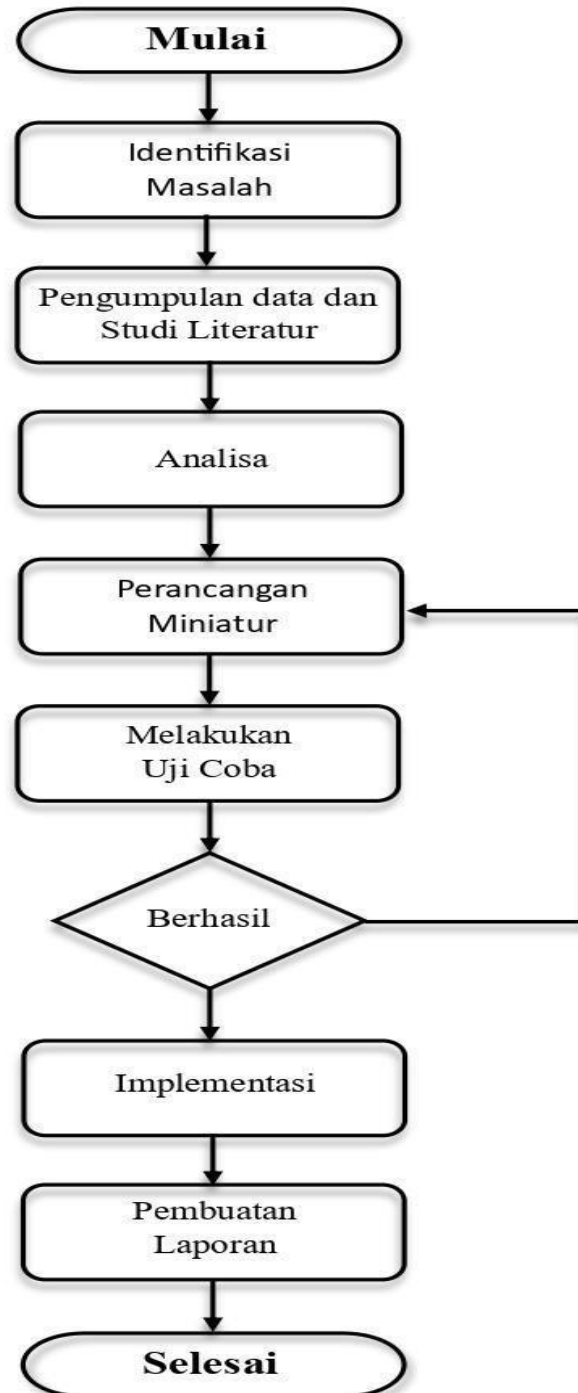 Mulai
Identifikasi
Masalah
Pengumpulan data dan
Studi Literatur
Analisa
Perancangan
Miniatur
Melakukan
Uji Coba
Berhasil
Implementasi
Pembuatan
Laporan
Selesai